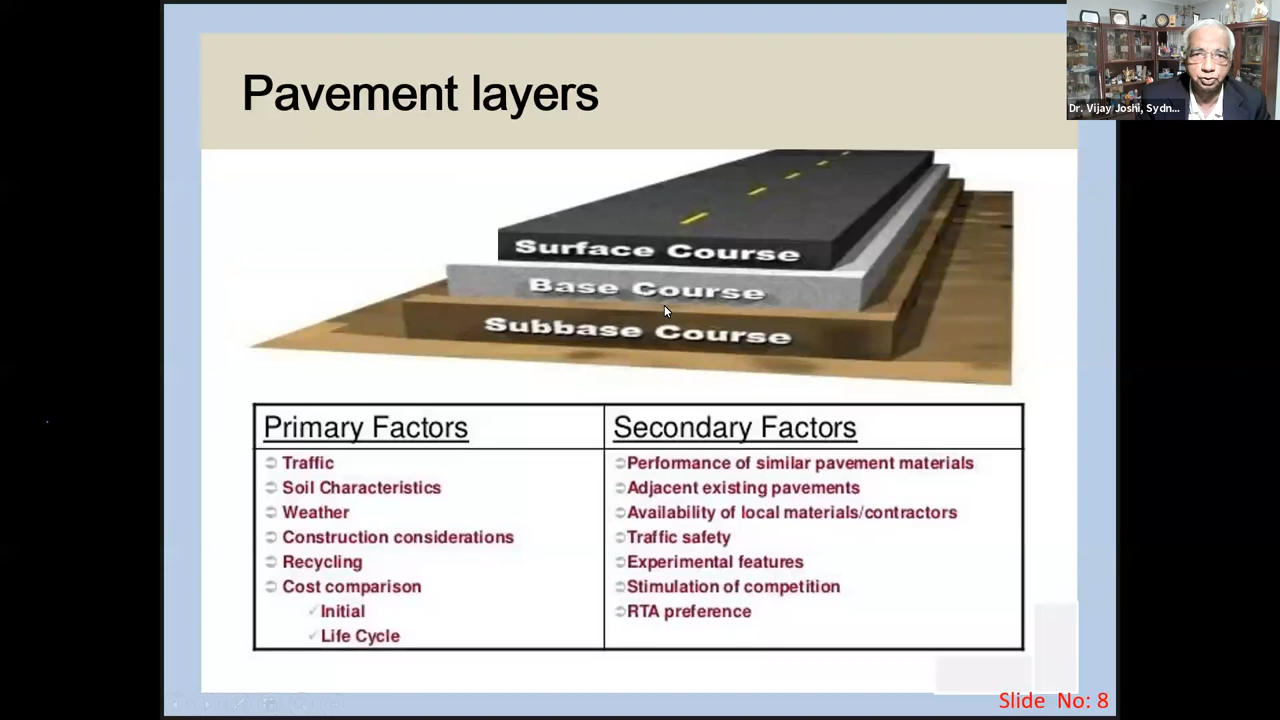 Pavement layers
Dr. Vijay Joshi, Sydn...
Surface Course
Base Course
Subbase Course
Primary Factors
Traffic
Soil Characteristics
Weather
Construction considerations
Recycling
Cost comparison
Initial
Life Cycle
Secondary Factors
Performance of similar pavement materials
Adjacent existing pavements
Availability of local materials/contractors
Traffic safety
Experimental features
Stimulation of competition
RTA preference
Slide No: 8